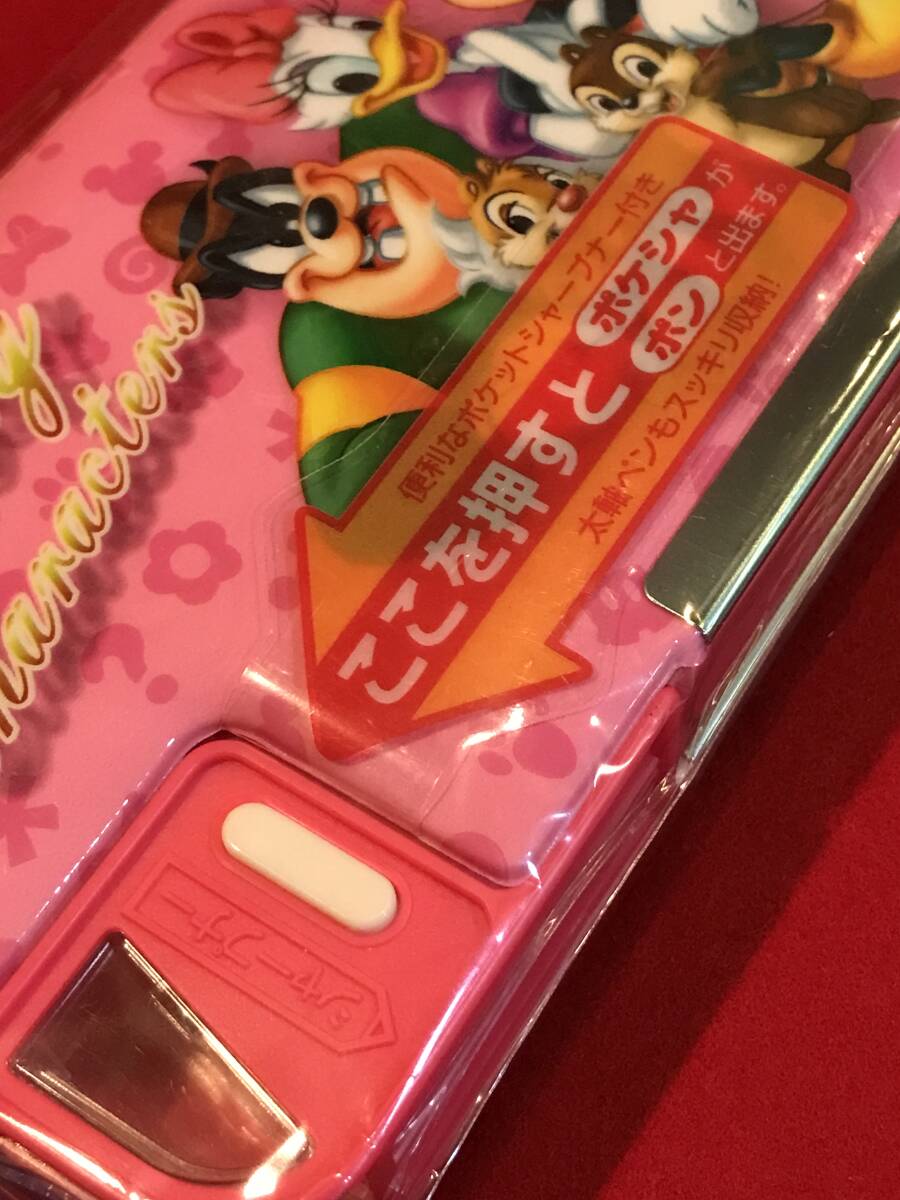 便利なポケットシャープナー付き
ここを押すと
ポケシャが
ポンと出ます。
太軸ペンもスッキリ収納!
haracters
シャープナー